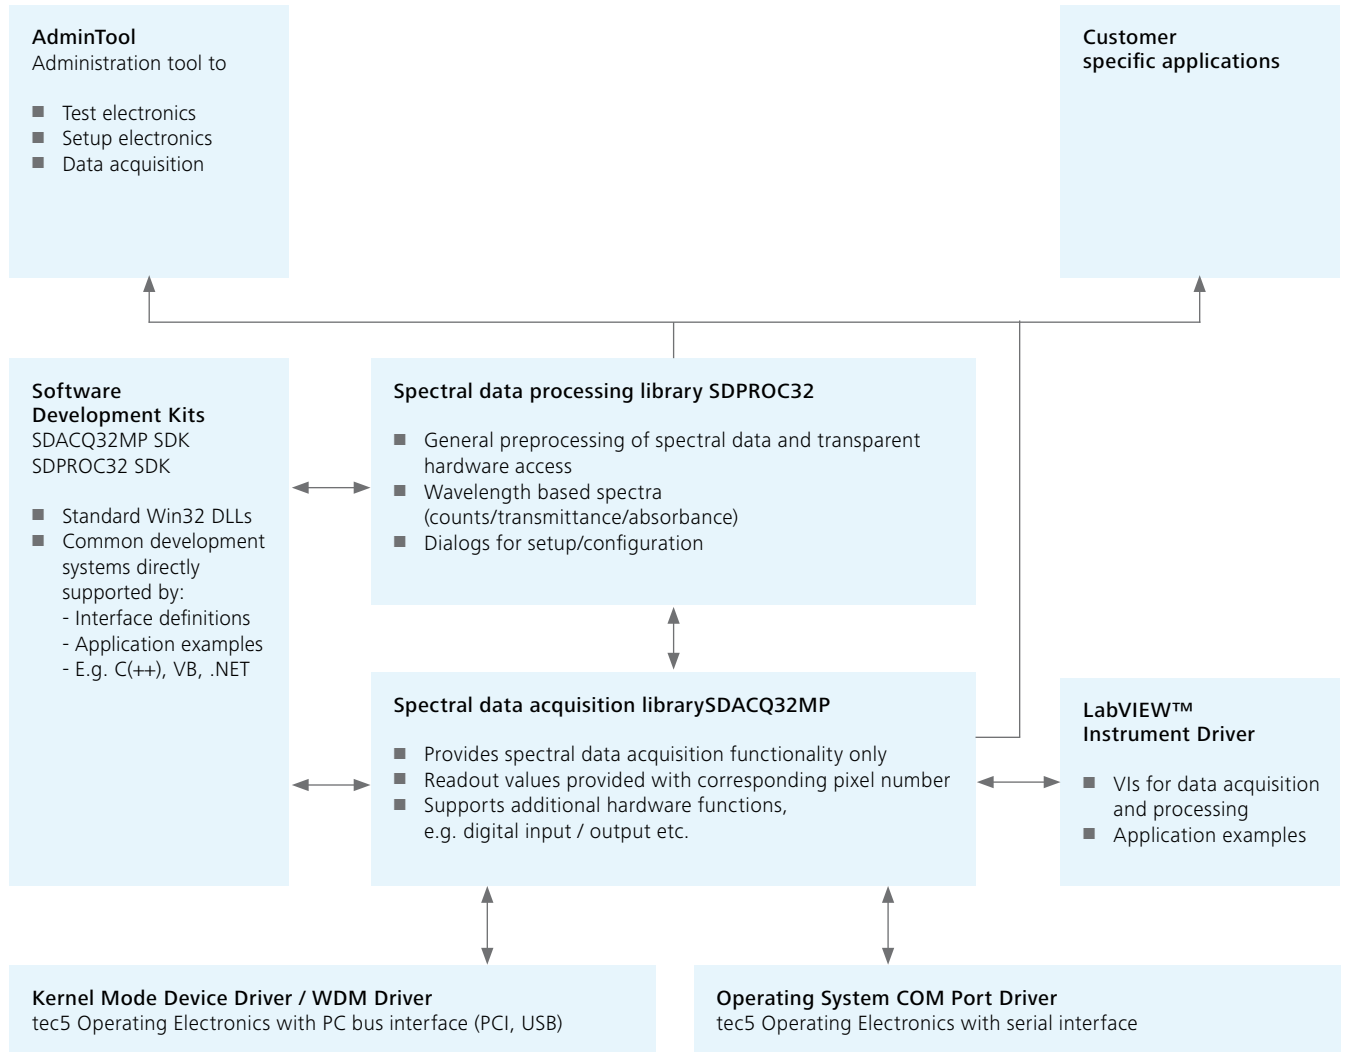 AdminTool
Administration tool to
■ Test electronics
■ Setup electronics
■ Data acquisition
Customer
specific applications
Software
Development Kits
SDACQ32MP SDK
SDPROC32 SDK
■ Standard Win32 DLLs
■ Common development
systems directly
supported by:
- Interface definitions
- Application examples
- E.g. C(++), VB, .NET
Spectral data processing library SDPROC32
■ General preprocessing of spectral data and transparent
hardware access
■ Wavelength based spectra
(counts/transmittance/absorbance)
■ Dialogs for setup/configuration
Spectral data acquisition librarySDACQ32MP
■ Provides spectral data acquisition functionality only
■ Readout values provided with corresponding pixel number
■ Supports additional hardware functions,
e.g. digital input / output etc.
LabVIEW™
Instrument Driver
■ VIs for data acquisition
and processing
■ Application examples
Kernel Mode Device Driver / WDM Driver
tec5 Operating Electronics with PC bus interface (PCI, USB)
Operating System COM Port Driver
tec5 Operating Electronics with serial interface